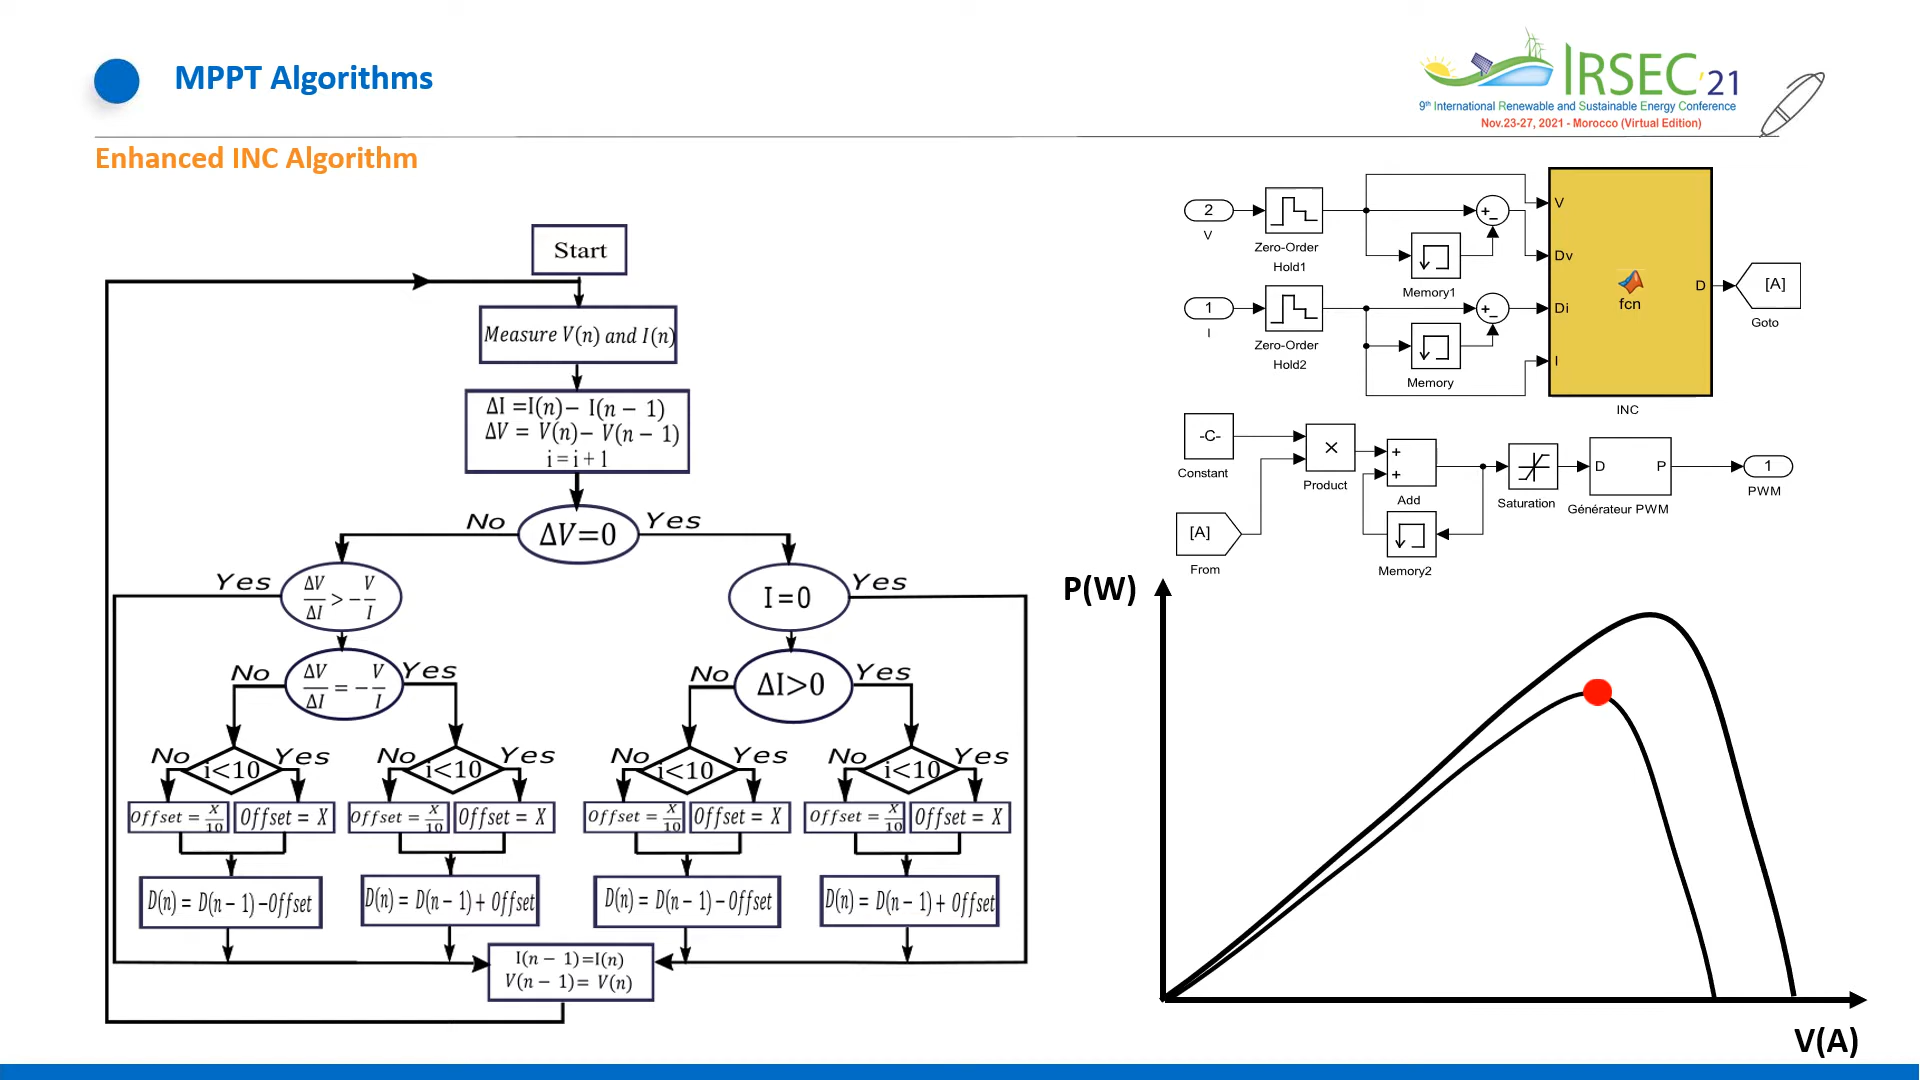 MPPT Algorithms
IRSEC'21
9th International Renewable and Sustainable Energy Conference
Nov.23-27, 2021 - Morocco (Virtual Edition)
Enhanced INC Algorithm
Start
Measure V(n) and I(n)
ΔI =I(n)− I(n − 1)
ΔV = V(n)− V(n − 1)
i = i + 1
No
ΔV=0
Yes
Yes
ΔV/ΔI > − V/I
I=0
Yes
No
ΔV/ΔI = − V/I
Yes
No
ΔI>0
Yes
No
i<10
Yes
No
i<10
Yes
No
i<10
Yes
No
i<10
Yes
Offset = X/10
Offset = X
Offset = X/10
Offset = X
Offset = X/10
Offset = X
Offset = X/10
Offset = X
D(n) = D(n − 1) −Offset
D(n) = D(n − 1) + Offset
D(n) = D(n − 1) − Offset
D(n) = D(n − 1) + Offset
I(n − 1)=I(n)
V(n − 1)= V(n)
2
V
Zero-Order
Hold1
+
−
Memory1
1
I
Zero-Order
Hold2
+
−
Memory
V
Dv
Di
I
fcn
D
INC
[A]
Goto
-C-
Constant
×
Product
+
+
Add
Saturation
D
P
Générateur PWM
1
PWM
[A]
From
Memory2
P(W)
V(A)